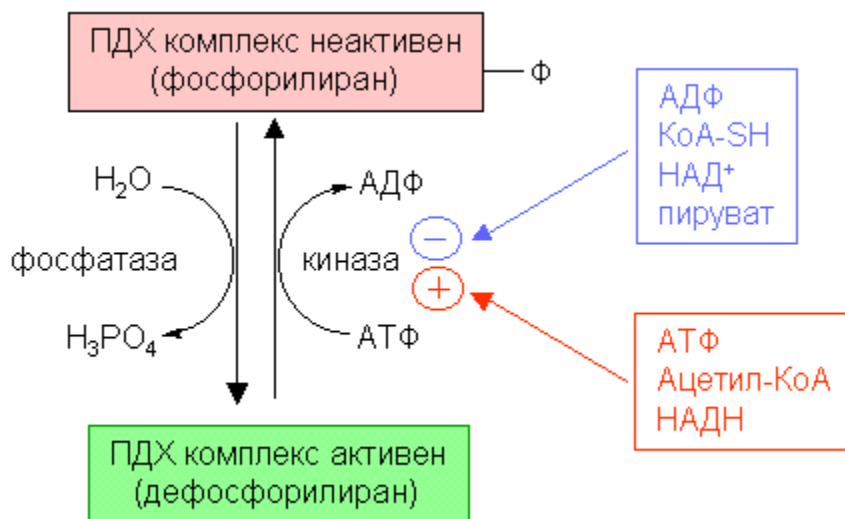 ПДХ комплекс неактивен
(фосфорилиран)
Ф
АДФ
КоА-SH
НАД⁺
пируват
H₂O
АДФ
фосфатаза
киназа
−
+
H₃PO₄
АТФ
АТФ
Ацетил-КоА
НАДН
ПДХ комплекс активен
(дефосфорилиран)